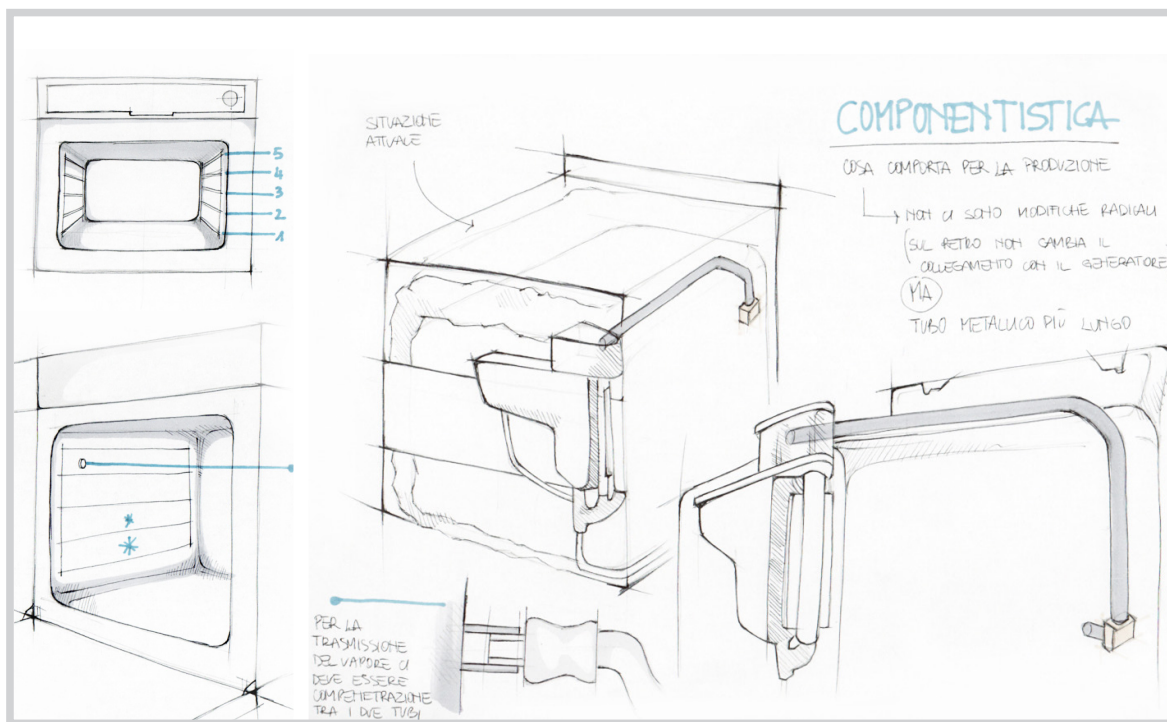 5
4
3
2
1
SITUAZIONE
ATTUALE
COMPONENTISTICA
COSA COMPORTA PER LA PRODUZIONE
NON CI SONO MODIFICHE RADICALI
(SUL RETRO NON CAMBIA IL
COLLEGAMENTO CON IL GENERATORE
MA
TUBO METALLICO PIÙ LUNGO
PER LA
TRASMISSIONE
DEL VAPORE CI
DEVE ESSERE
COMPENETRAZIONE
TRA I DUE TUBI